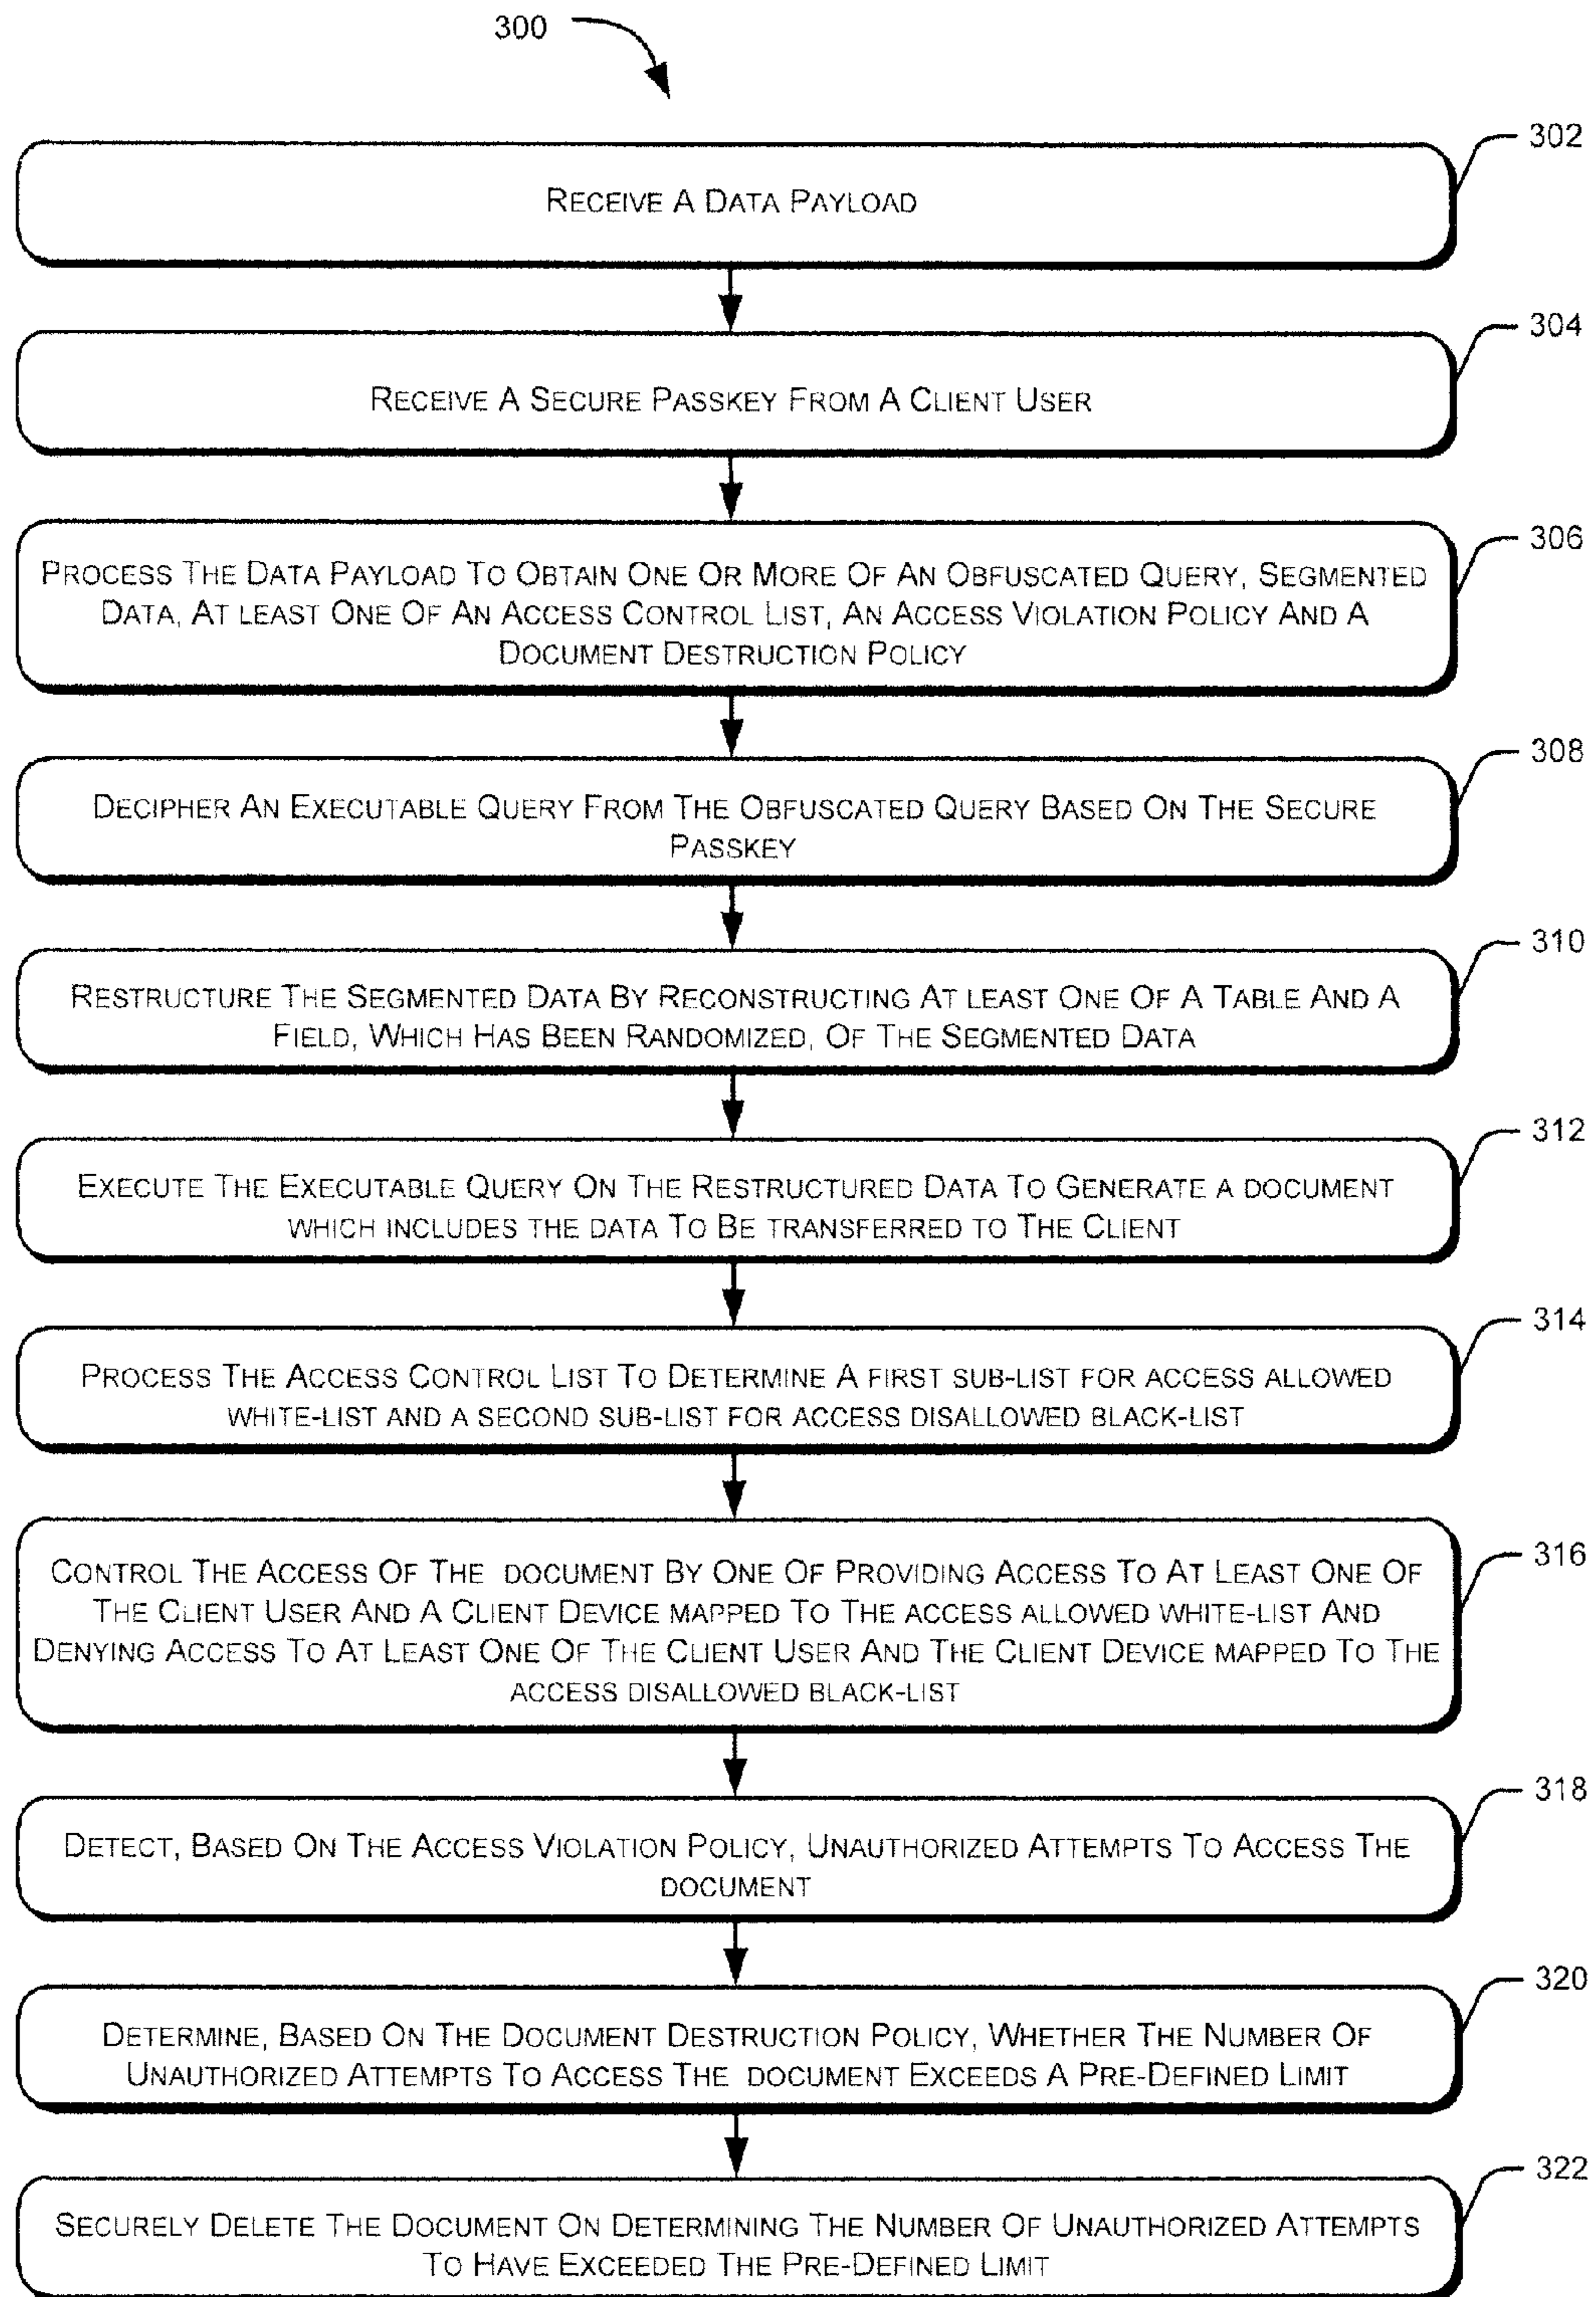 300
302
RECEIVE A DATA PAYLOAD
304
RECEIVE A SECURE PASSKEY FROM A CLIENT USER
306
PROCESS THE DATA PAYLOAD TO OBTAIN ONE OR MORE OF AN OBFUSCATED QUERY, SEGMENTED
DATA, AT LEAST ONE OF AN ACCESS CONTROL LIST, AN ACCESS VIOLATION POLICY AND A
DOCUMENT DESTRUCTION POLICY
308
DECIPHER AN EXECUTABLE QUERY FROM THE OBFUSCATED QUERY BASED ON THE SECURE
PASSKEY
310
RESTRUCTURE THE SEGMENTED DATA BY RECONSTRUCTING AT LEAST ONE OF A TABLE AND A
FIELD, WHICH HAS BEEN RANDOMIZED, OF THE SEGMENTED DATA
312
EXECUTE THE EXECUTABLE QUERY ON THE RESTRUCTURED DATA TO GENERATE A DOCUMENT
WHICH INCLUDES THE DATA TO BE TRANSFERRED TO THE CLIENT
314
PROCESS THE ACCESS CONTROL LIST TO DETERMINE A FIRST SUB-LIST FOR ACCESS ALLOWED
WHITE-LIST AND A SECOND SUB-LIST FOR ACCESS DISALLOWED BLACK-LIST
316
CONTROL THE ACCESS OF THE DOCUMENT BY ONE OF PROVIDING ACCESS TO AT LEAST ONE OF
THE CLIENT USER AND A CLIENT DEVICE MAPPED TO THE ACCESS ALLOWED WHITE-LIST AND
DENYING ACCESS TO AT LEAST ONE OF THE CLIENT USER AND THE CLIENT DEVICE MAPPED TO THE
ACCESS DISALLOWED BLACK-LIST
318
DETECT, BASED ON THE ACCESS VIOLATION POLICY, UNAUTHORIZED ATTEMPTS TO ACCESS THE
DOCUMENT
320
DETERMINE, BASED ON THE DOCUMENT DESTRUCTION POLICY, WHETHER THE NUMBER OF
UNAUTHORIZED ATTEMPTS TO ACCESS THE DOCUMENT EXCEEDS A PRE-DEFINED LIMIT
322
SECURELY DELETE THE DOCUMENT ON DETERMINING THE NUMBER OF UNAUTHORIZED ATTEMPTS
TO HAVE EXCEEDED THE PRE-DEFINED LIMIT